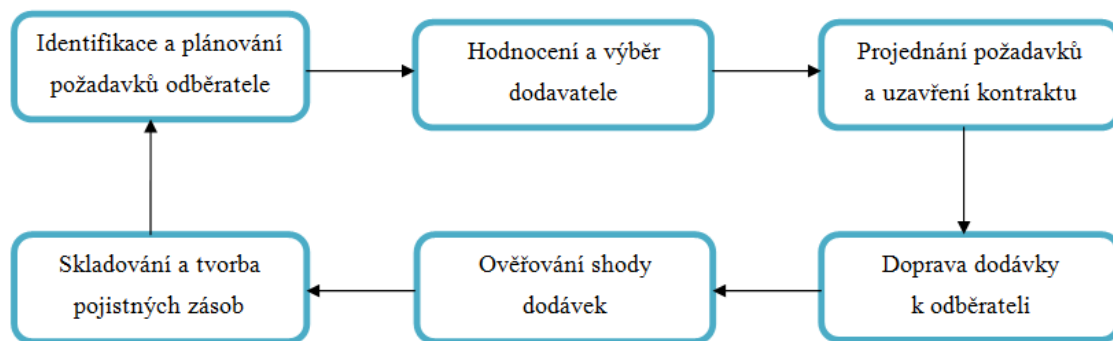 Identifikace a plánování
požadavků odběratele
Hodnocení a výběr
dodavatele
Projednání požadavků
a uzavření kontraktu
Doprava dodávky
k odběrateli
Ověřování shody
dodávek
Skladování a tvorba
pojistných zásob